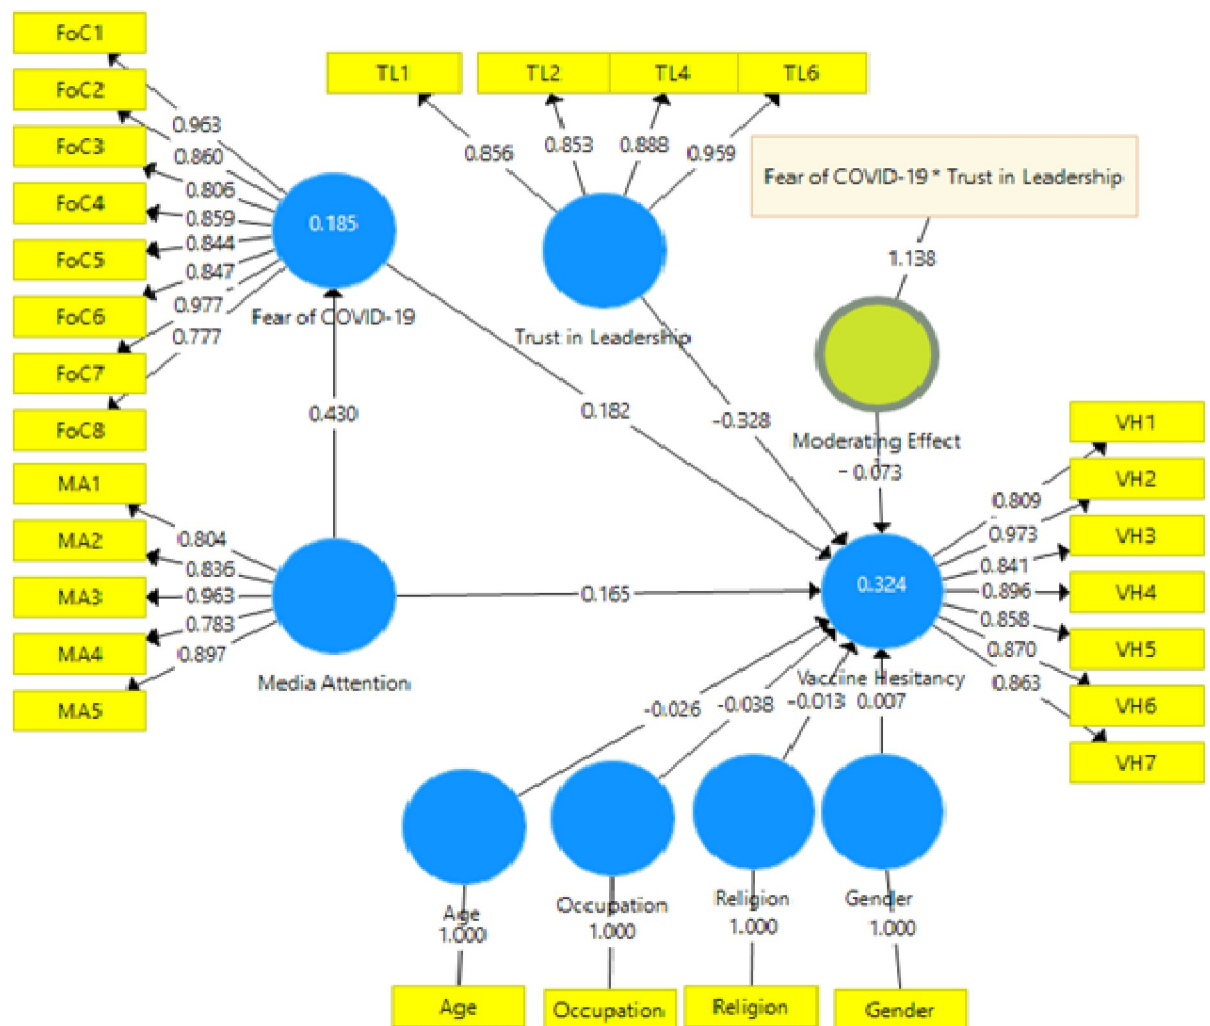 FoC1
FoC2
FoC3
FoC4
FoC5
FoC6
FoC7
FoC8
0.963
0.860
0.806
0.859
0.844
0.847
0.977
0.777
0.185
Fear of COVID-19
TL1
TL2
TL4
TL6
0.856
0.853
0.888
0.959
Trust in Leadership
Fear of COVID-19 * Trust in Leadership
1.138
Moderating Effect
-0.073
0.430
0.182
-0.328
MA1
MA2
MA3
MA4
MA5
0.804
0.836
0.963
0.783
0.897
Media Attention
0.165
0.324
Vaccine Hesitancy
VH1
VH2
VH3
VH4
VH5
VH6
VH7
0.809
0.973
0.841
0.896
0.858
0.870
0.863
-0.026
-0.038
-0.013
0.007
Age
1.000
Occupation
1.000
Religion
1.000
Gender
1.000
Age
Occupation
Religion
Gender